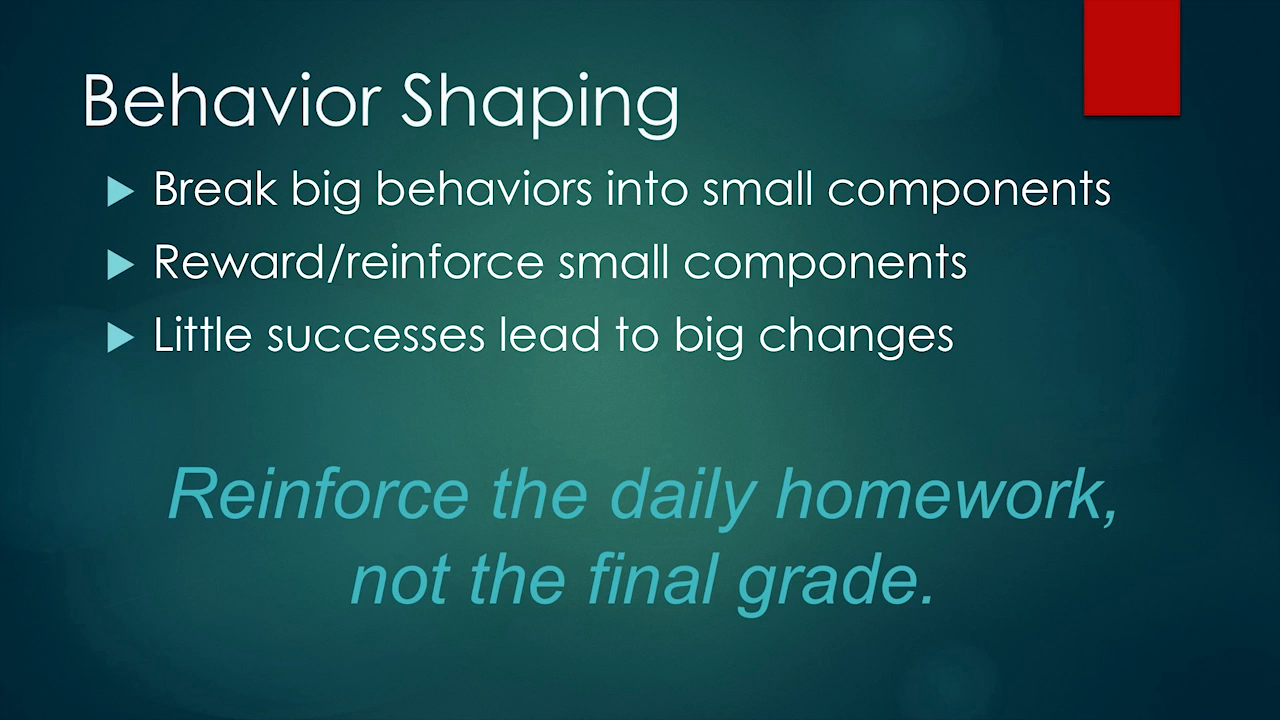 Behavior Shaping
Break big behaviors into small components
Reward/reinforce small components
Little successes lead to big changes
Reinforce the daily homework,
not the final grade.